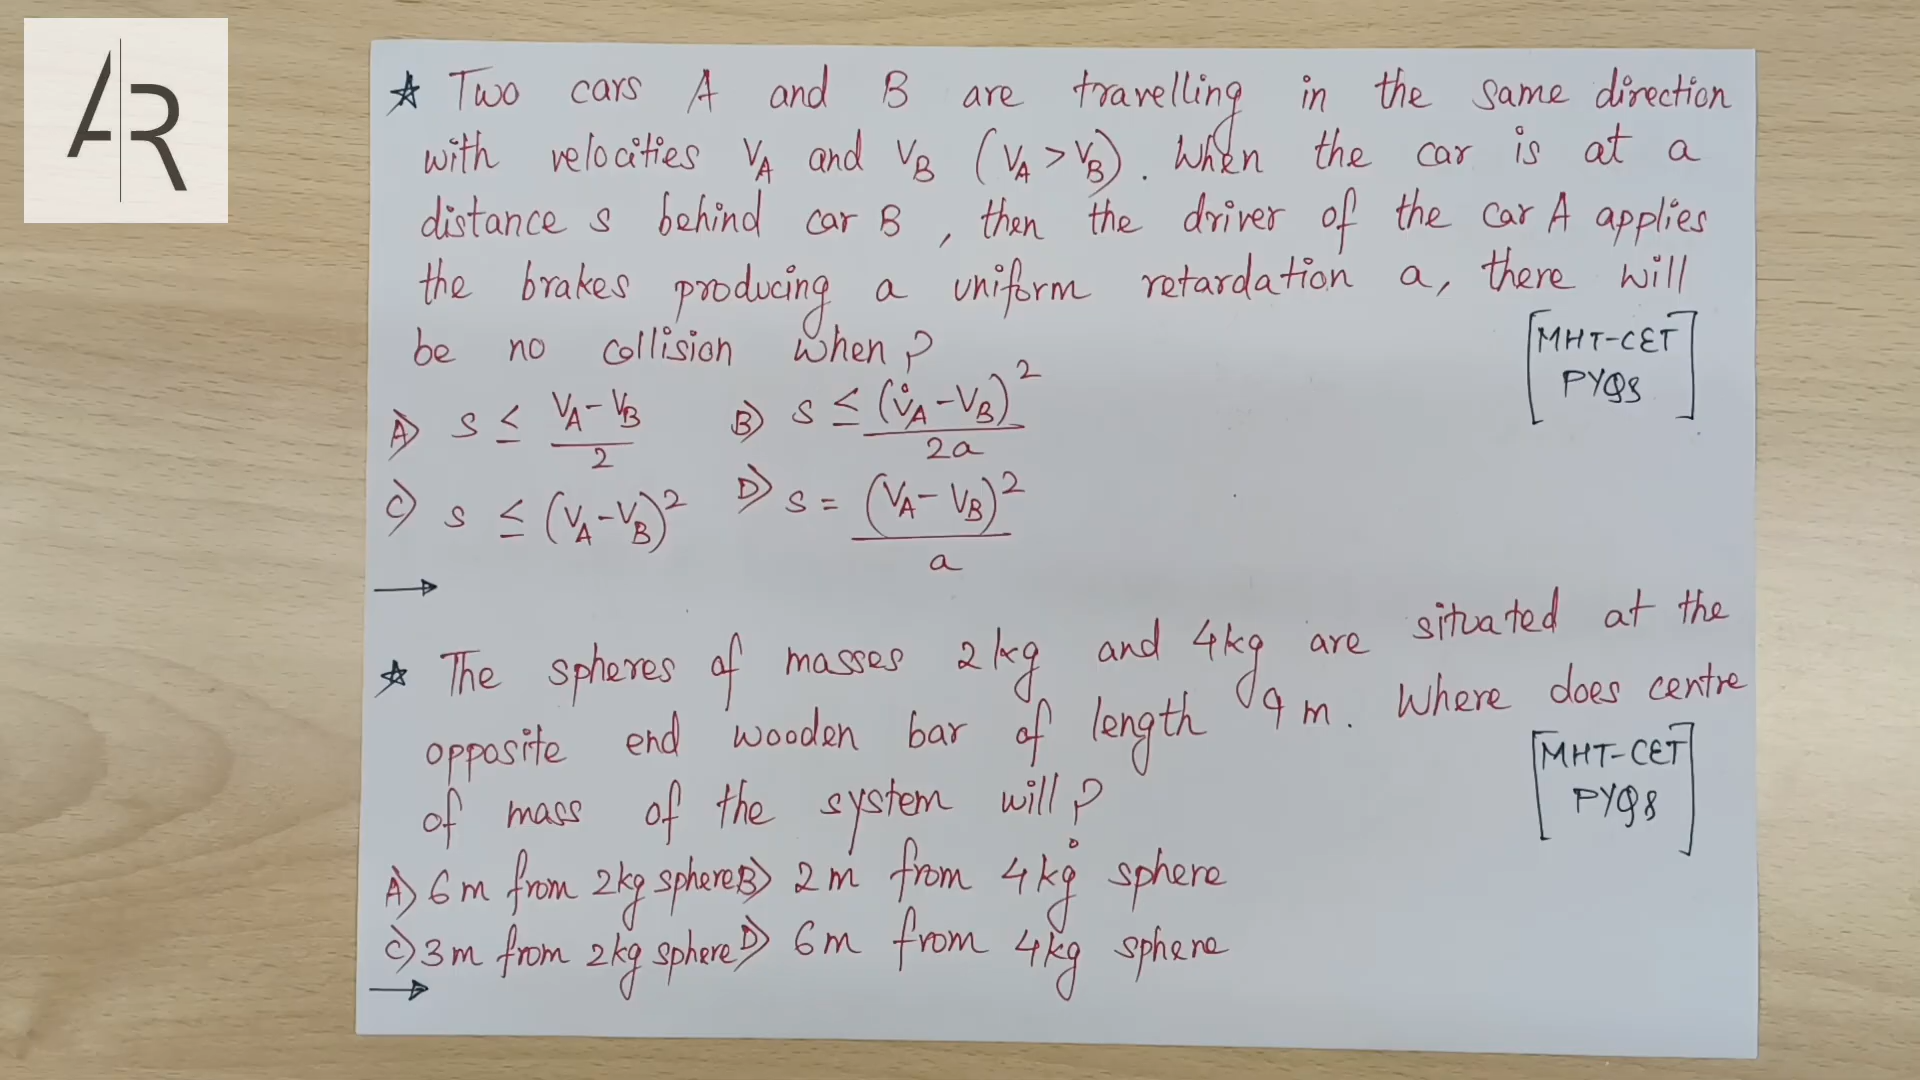 AR
☆ Two cars A and B are travelling in the same direction
with velocities VA and VB (VA > VB). When the car is at a
distance s behind car B, then the driver of the car A applies
the brakes producing a uniform retardation a, there will
be no collision when?
[MHT-CET
PYQs]
A) s ≤ (VA - VB)/2 B) s ≤ (VA - VB)²/2a
C) s ≤ (VA - VB)² D) s = (VA - VB)²/a
→
☆ The spheres of masses 2kg and 4kg are situated at the
opposite end wooden bar of length 9 m. Where does centre
of mass of the system will?
[MHT-CET
PYQs]
A) 6m from 2kg sphere B) 2m from 4kg sphere
C) 3m from 2kg sphere D) 6m from 4kg sphere
→